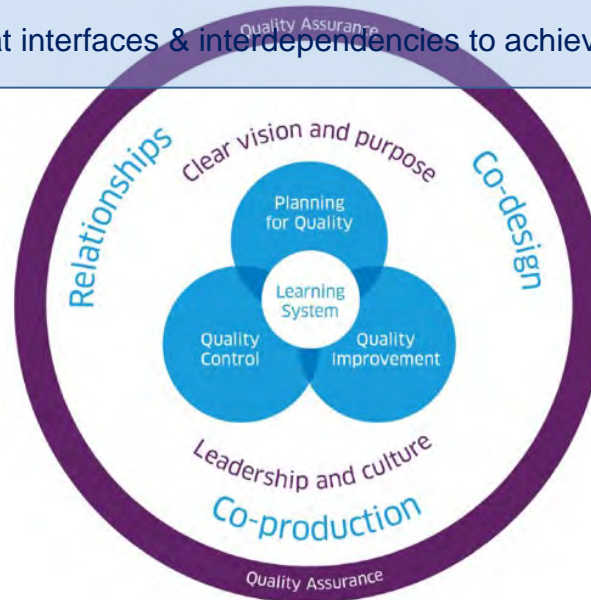 Quality Assurance
at interfaces & interdependencies to achiev
Relationships
Clear vision and purpose
Co-design
Planning
for Quality
Learning
System
Quality
Control
Quality
Improvement
Leadership and culture
Co-production
Quality Assurance